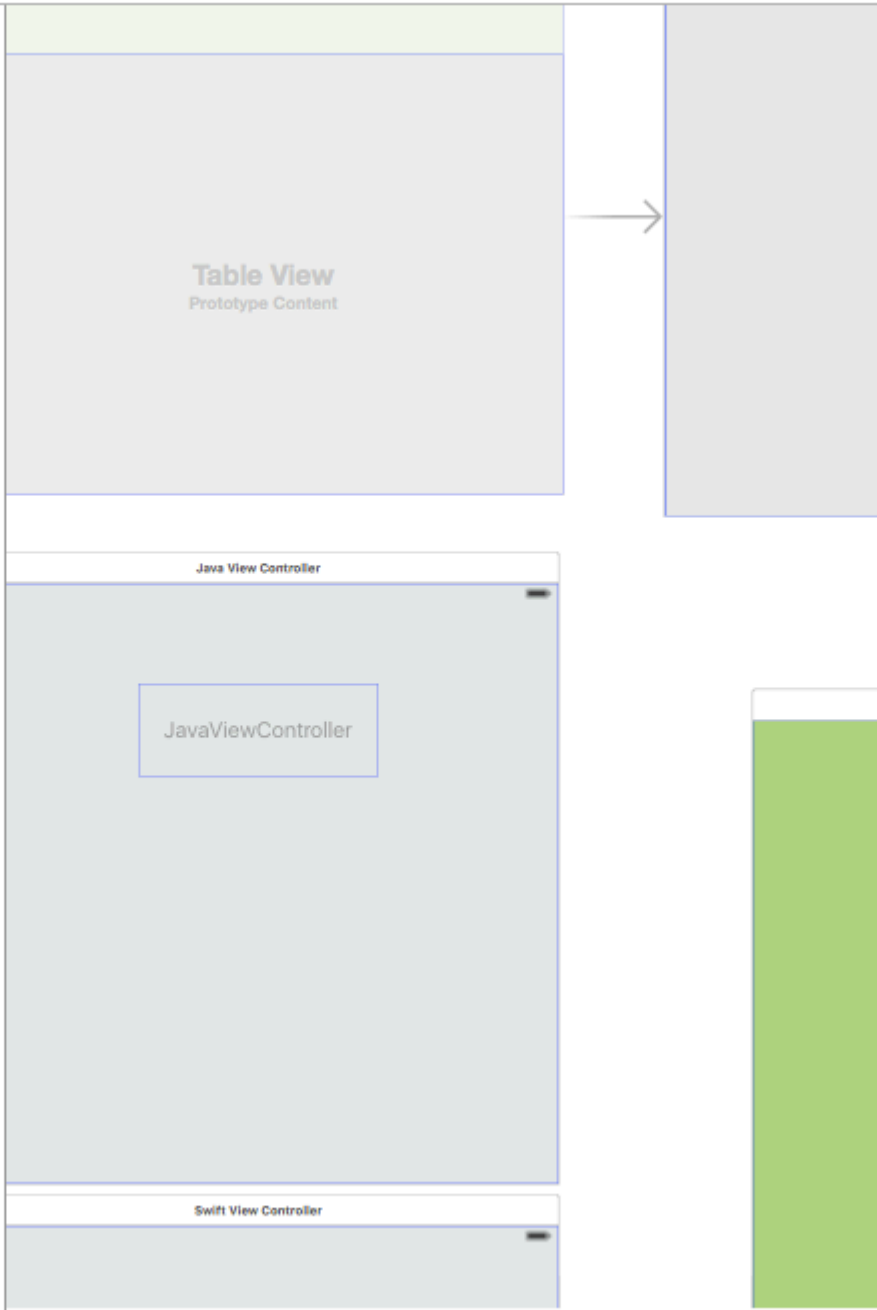 Table View
Prototype Content
Java View Controller
JavaViewController
Swift View Controller